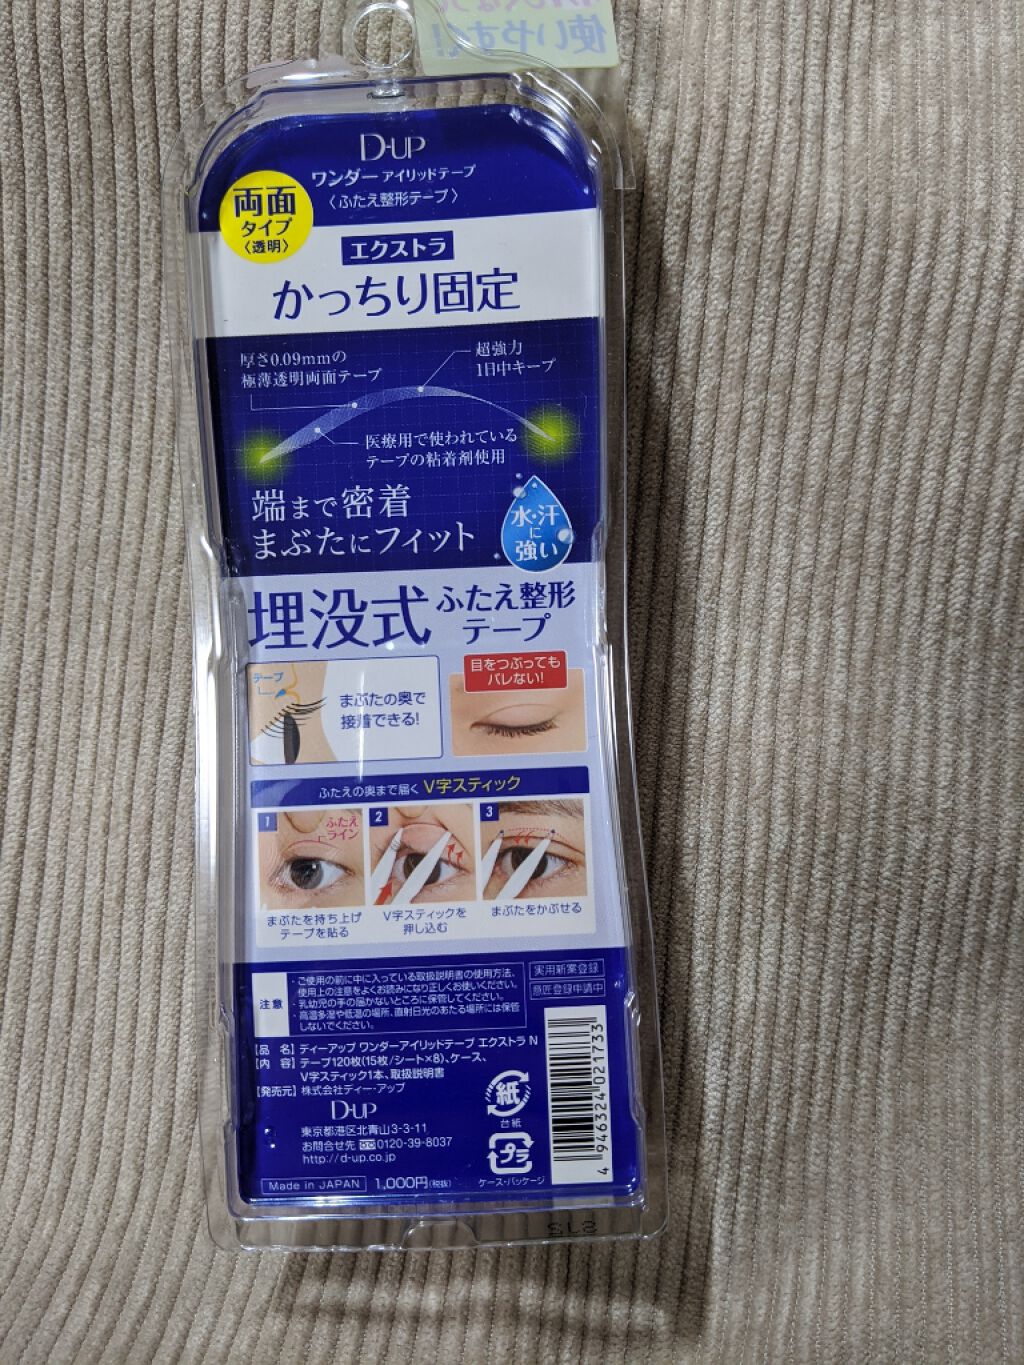 使いやすく!
D-UP
ワンダー アイリッドテープ
〈ふたえ整形テープ〉
両面
タイプ
〈透明〉
エクストラ
かっちり固定
厚さ0.09mmの
極薄透明両面テープ
超強力
1日中キープ
医療用で使われている
テープの粘着剤使用
端まで密着
まぶたにフィット
水・汗
に
強い
埋没式 ふたえ整形
テープ
テープ
まぶたの奥で
接着できる!
目をつぶっても
バレない!
ふたえの奥まで届く V字スティック
1
ふたえ
ライン
2
3
まぶたを持ち上げ
テープを貼る
V字スティックを
押し込む
まぶたをかぶせる
注意
・ご使用の前に中に入っている取扱説明書の使用方法、
使用上の注意をよくお読みになり正しくお使いください。
・乳幼児の手の届かないところに保管してください。
・高温多湿や低温の場所、直射日光のあたる場所には保管
しないでください。
実用新案登録
意匠登録申請中
【品 名】ディーアップ ワンダーアイリッドテープ エクストラ N
【内 容】テープ120枚(15枚/シート×8)、ケース、
V字スティック1本、取扱説明書
【発売元】株式会社ディー・アップ
D-UP
東京都港区北青山3-3-11
お問合せ先 0120-39-8037
http://d-up.co.jp
Made in JAPAN 1,000円(税抜)
紙
台紙
プラ
ケース・パッケージ
4 946324 021733